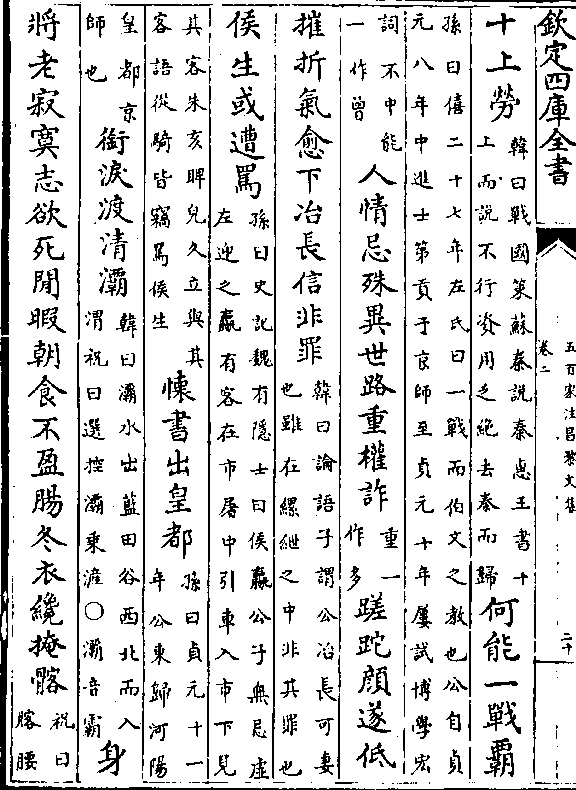 欽定四庫全書
五百家注昌黎文集
卷二
二十
十上勞
韓曰戰國策蘇秦說秦惠王書十
上而說不行資用乏絶去秦而歸
何能一戰霸
孫曰僖二十七年左氏曰一戰而伯文之教也公自貞
元八年中進士第貢于京師至貞元十年屢試博學宏
詞不中能
一作曾
人情忌殊異世路重權詐
重一
作多
蹉跎顔遂低
摧折氣愈下冶長信非罪
韓曰論語子謂公冶長可妻
也雖在縲紲之中非其罪也
侯生或遭罵
孫曰史記魏有隱士曰侯嬴公子無忌虛
左迎之嬴有客在市屠中引車入市下見
其客朱亥睥兒久立與其
客語從騎皆竊罵侯生
懐書出皇都
孫曰貞元十一
年公東歸河陽
皇都京
師也
銜淚渡清灞
韓曰灞水出藍田谷西北而入
渭祝曰選控灞乗滻○灞音霸
身
將老寂寞志欲死閒暇朝食不盈腸冬衣纔掩髂
祝曰
髂腰